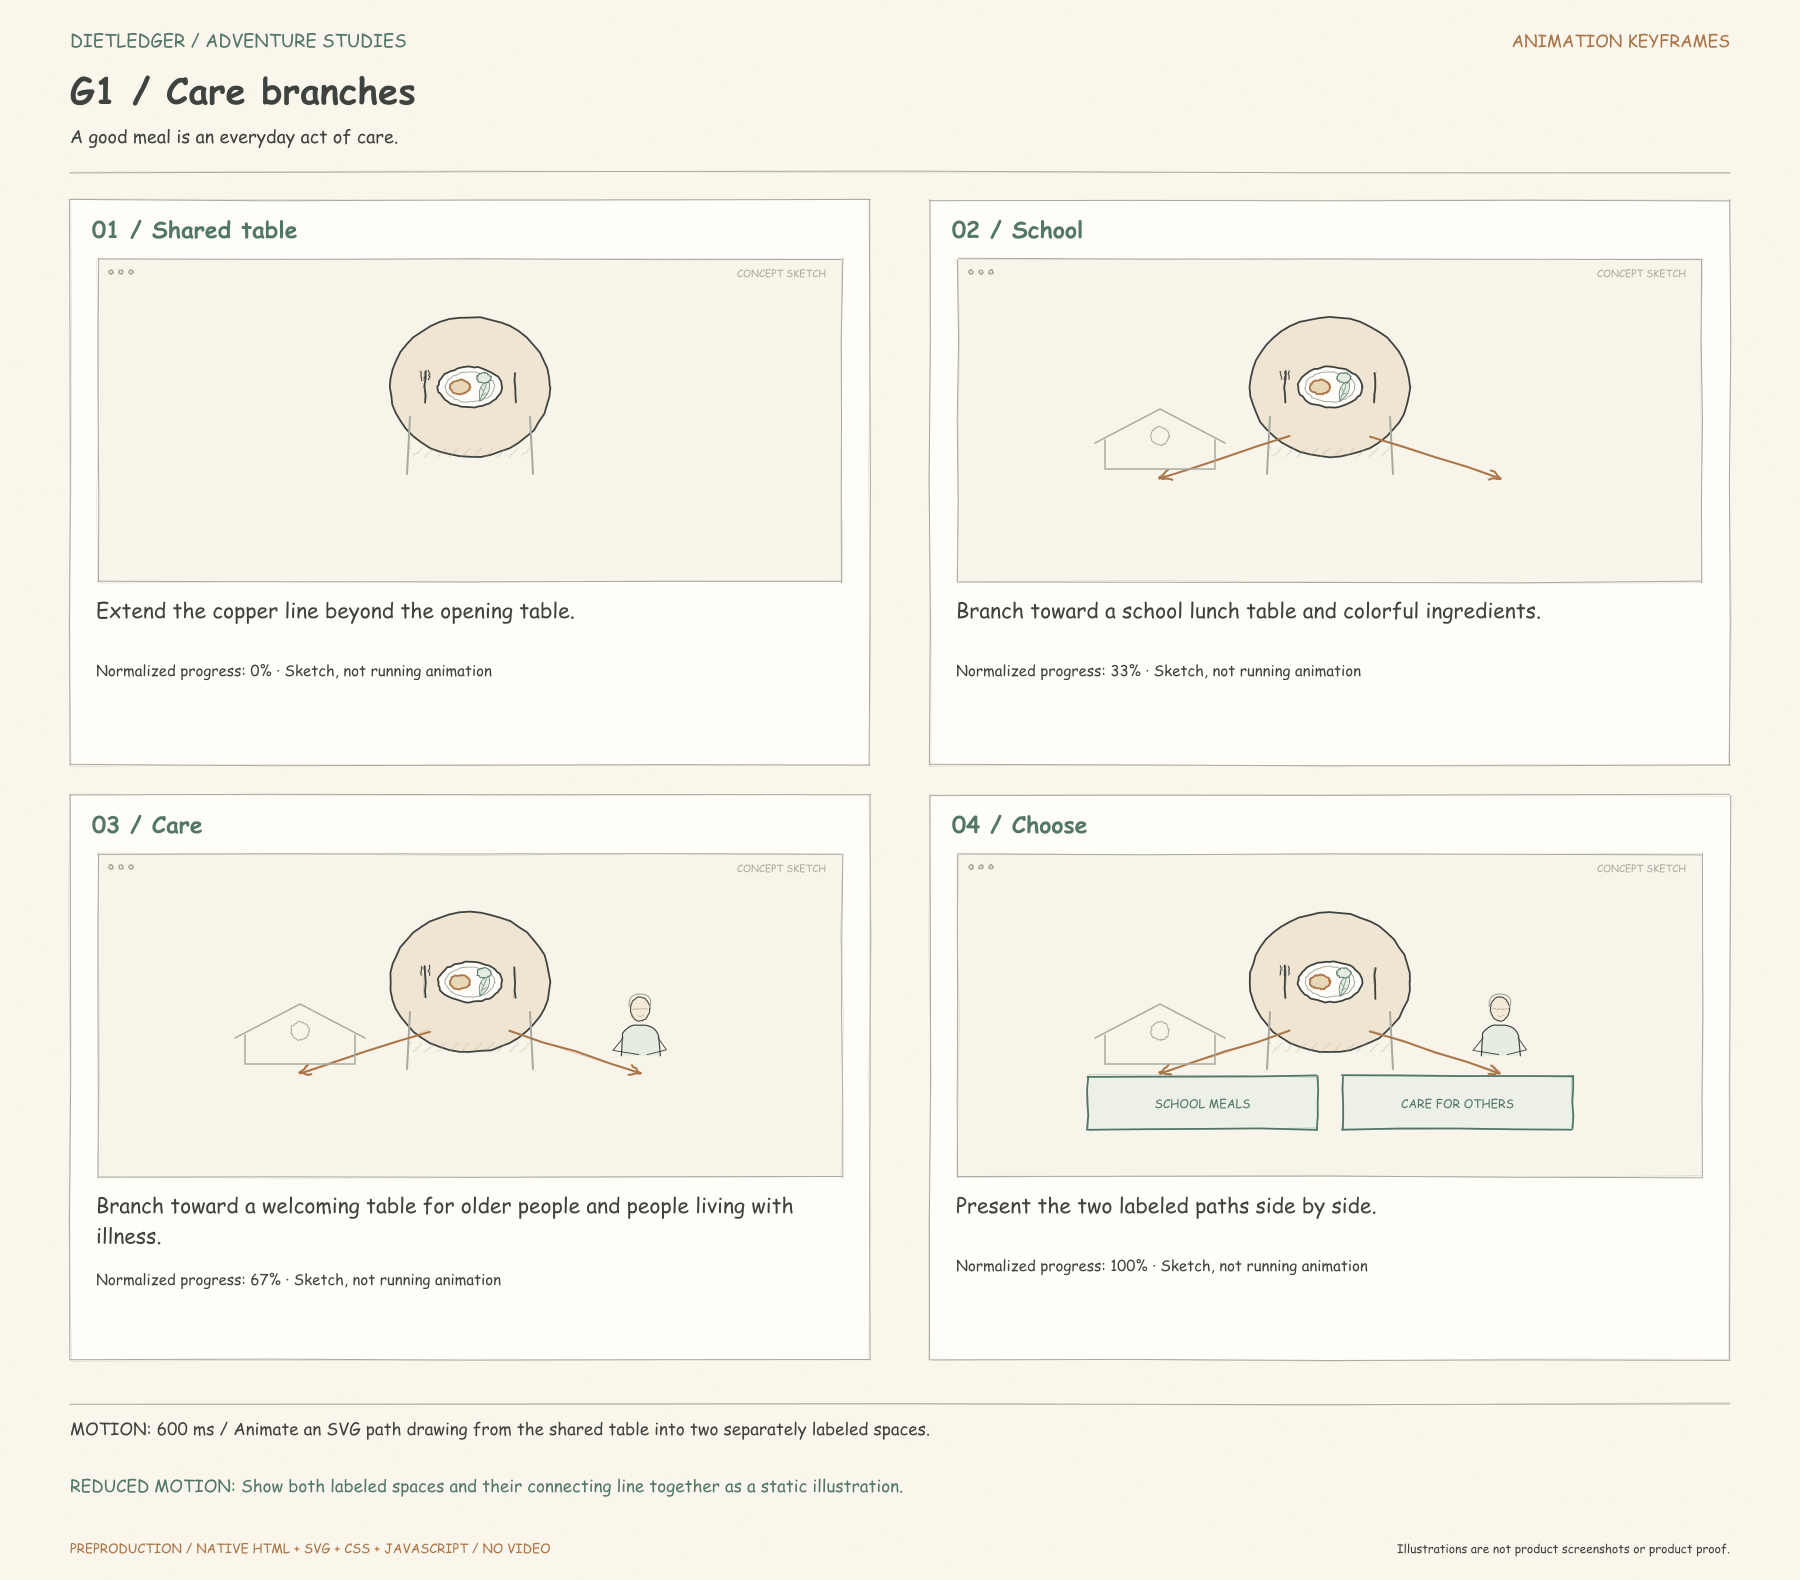 DIETLEDGER / ADVENTURE STUDIES
ANIMATION KEYFRAMES
G1 / Care branches
A good meal is an everyday act of care.
01 / Shared table
CONCEPT SKETCH
Extend the copper line beyond the opening table.
Normalized progress: 0% · Sketch, not running animation
02 / School
CONCEPT SKETCH
Branch toward a school lunch table and colorful ingredients.
Normalized progress: 33% · Sketch, not running animation
03 / Care
CONCEPT SKETCH
Branch toward a welcoming table for older people and people living with
illness.
Normalized progress: 67% · Sketch, not running animation
04 / Choose
CONCEPT SKETCH
SCHOOL MEALS
CARE FOR OTHERS
Present the two labeled paths side by side.
Normalized progress: 100% · Sketch, not running animation
MOTION: 600 ms / Animate an SVG path drawing from the shared table into two separately labeled spaces.
REDUCED MOTION: Show both labeled spaces and their connecting line together as a static illustration.
PREPRODUCTION / NATIVE HTML + SVG + CSS + JAVASCRIPT / NO VIDEO
Illustrations are not product screenshots or product proof.